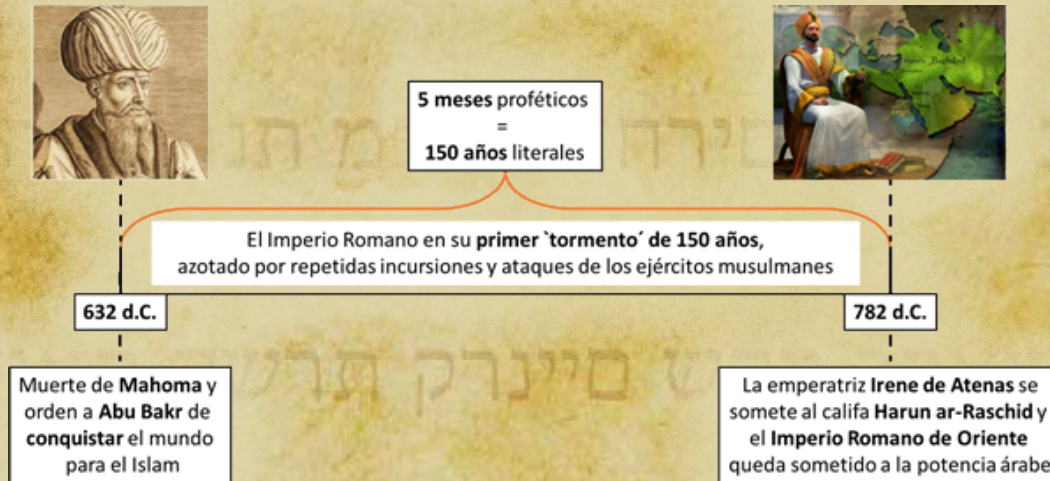 5 meses proféticos
=
150 años literales
El Imperio Romano en su primer `tormento´ de 150 años,
azotado por repetidas incursiones y ataques de los ejércitos musulmanes
632 d.C.
782 d.C.
Muerte de Mahoma y
orden a Abu Bakr de
conquistar el mundo
para el Islam
La emperatriz Irene de Atenas se
somete al califa Harun ar-Raschid y
el Imperio Romano de Oriente
queda sometido a la potencia árabe